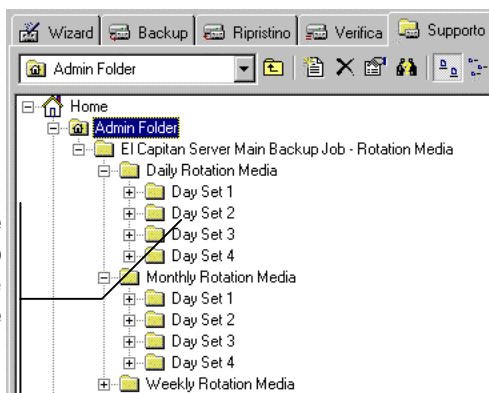 Wizard Backup Ripristino Verifica Supporto
Admin Folder
Home
Admin Folder
El Capitan Server Main Backup Job - Rotation Media
Daily Rotation Media
Day Set 1
Day Set 2
Day Set 3
Day Set 4
Monthly Rotation Media
Day Set 1
Day Set 2
Day Set 3
Day Set 4
Weekly Rotation Media